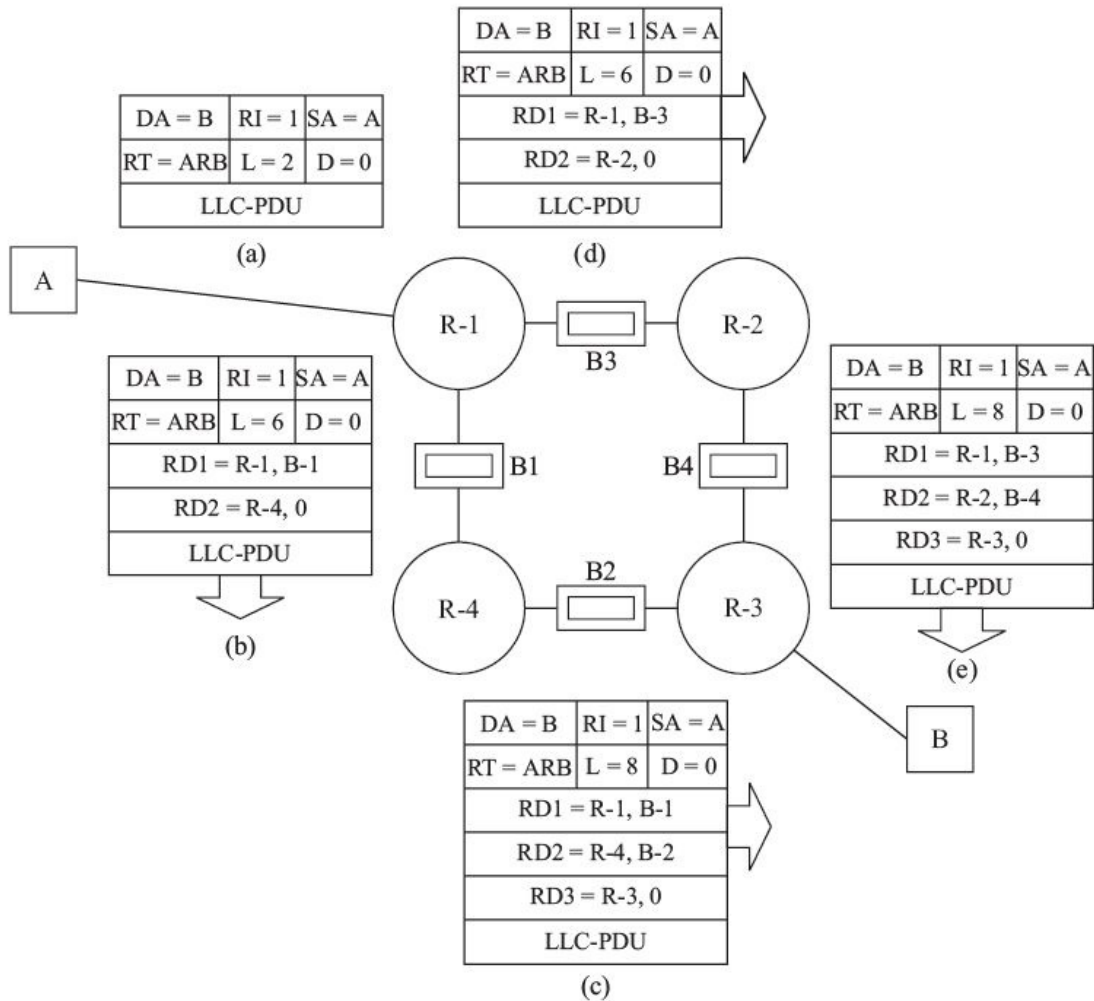 DA = B RI = 1 SA = A
RT = ARB L = 2 D = 0
LLC-PDU
(a)
DA = B RI = 1 SA = A
RT = ARB L = 6 D = 0
RD1 = R-1, B-3
RD2 = R-2, 0
LLC-PDU
(d)
A
R-1
B3
R-2
DA = B RI = 1 SA = A
RT = ARB L = 6 D = 0
RD1 = R-1, B-1
RD2 = R-4, 0
LLC-PDU
(b)
B1
B4
DA = B RI = 1 SA = A
RT = ARB L = 8 D = 0
RD1 = R-1, B-3
RD2 = R-2, B-4
RD3 = R-3, 0
LLC-PDU
(e)
R-4
B2
R-3
B
DA = B RI = 1 SA = A
RT = ARB L = 8 D = 0
RD1 = R-1, B-1
RD2 = R-4, B-2
RD3 = R-3, 0
LLC-PDU
(c)